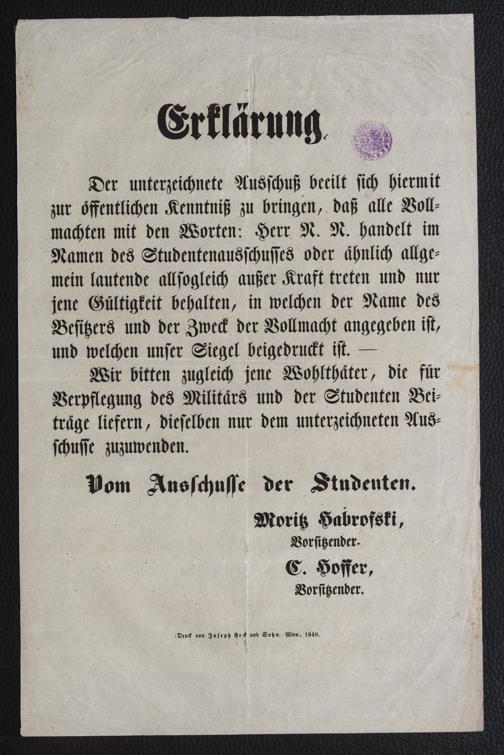 Erklärung.
Der unterzeichnete Ausschuß beeilt sich hiermit
zur öffentlichen Kenntniß zu bringen, daß alle Voll=
machten mit den Worten: Herr N. N. handelt im
Namen des Studentenausschusses oder ähnlich allge=
mein lautende allsogleich außer Kraft treten und nur
jene Gültigkeit behalten, in welchen der Name des
Besitzers und der Zweck der Vollmacht angegeben ist,
und welchen unser Siegel beigedruckt ist. —
Wir bitten zugleich jene Wohlthäter, die für
Verpflegung des Militärs und der Studenten Bei=
träge liefern, dieselben nur dem unterzeichneten Aus=
schusse zuzuwenden.
Vom Ausschusse der Studenten.
Moritz Habrofski,
Vorsitzender.
C. Hoffer,
Vorsitzender.
Druck von Joseph Keck und Sohn. Wien, 1848.